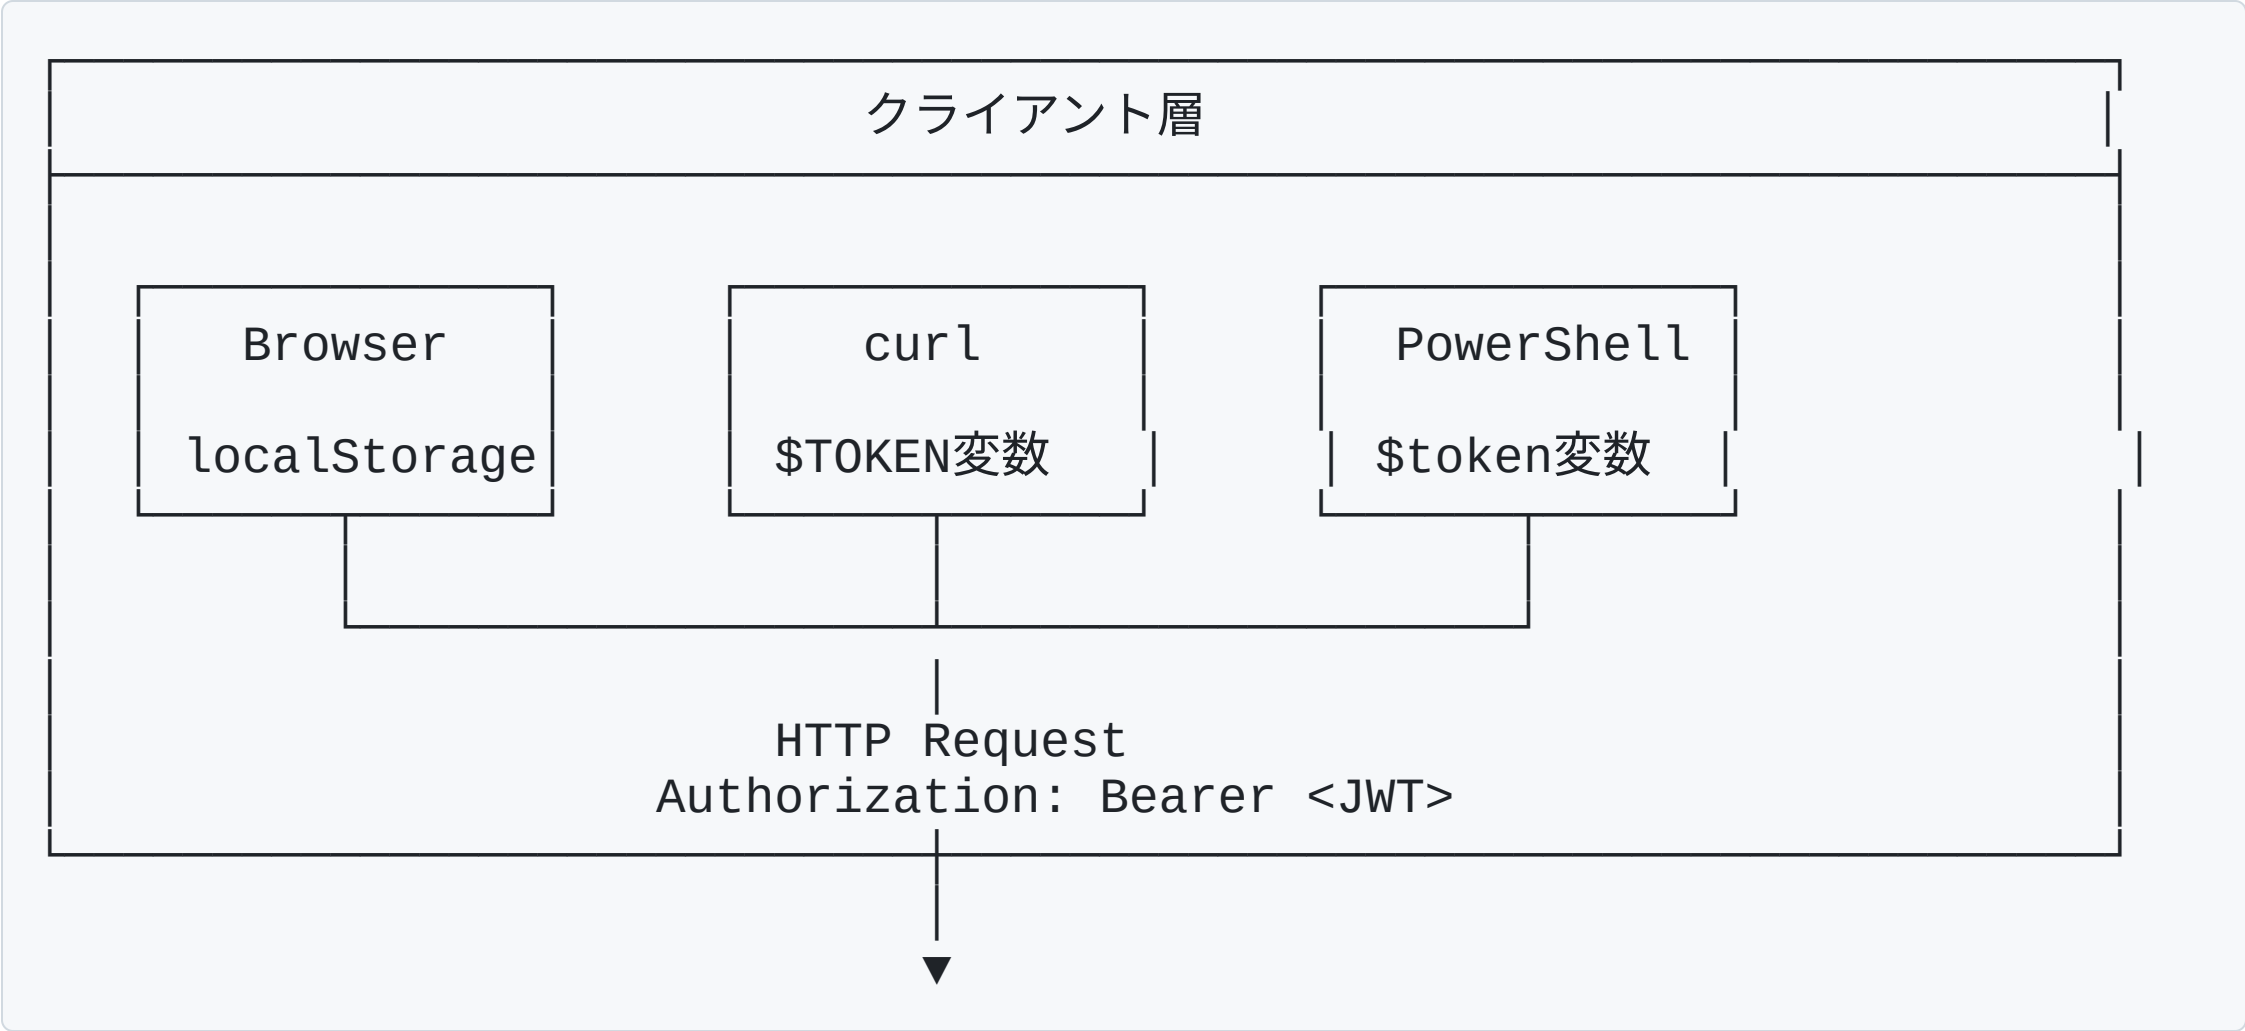 クライアント層
Browser curl PowerShell
localStorage $TOKEN変数 $token変数
HTTP Request
Authorization: Bearer <JWT>